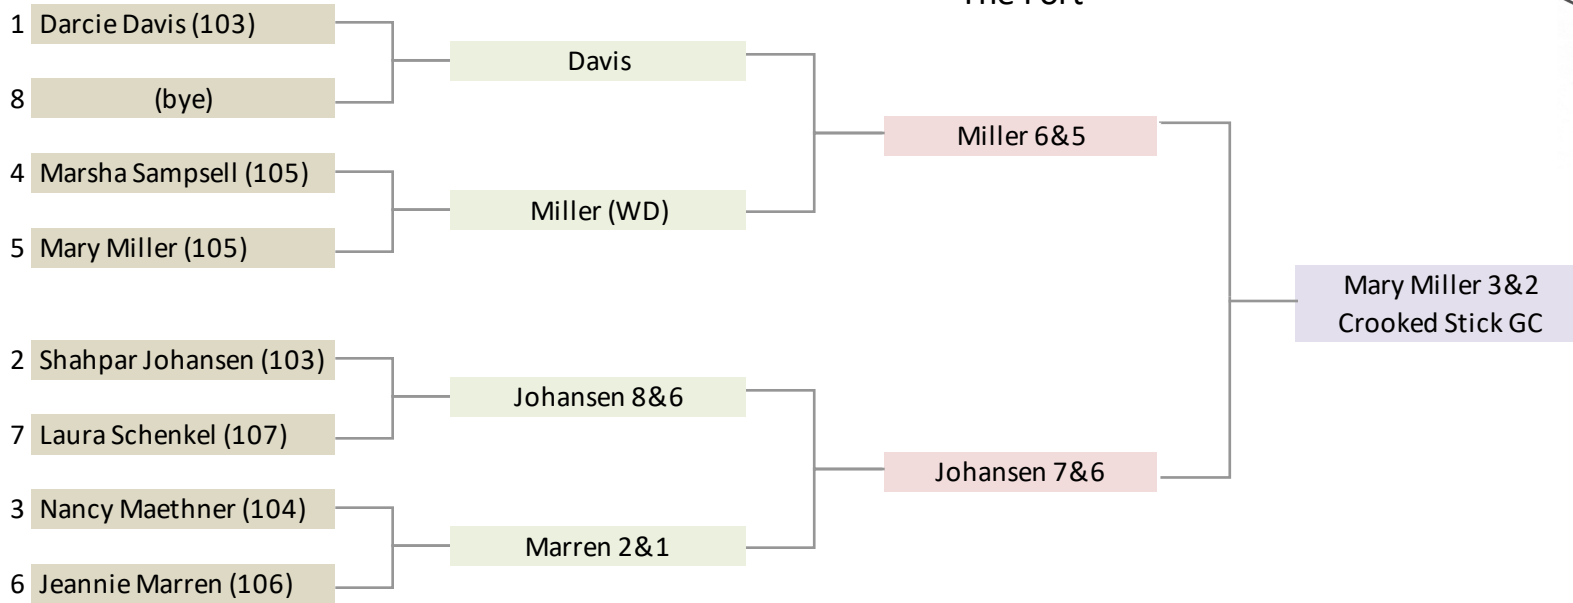 The Fort
1 Darcie Davis (103)
Davis
8 (bye)
Miller 6&5
4 Marsha Sampsell (105)
Miller (WD)
5 Mary Miller (105)
Mary Miller 3&2
Crooked Stick GC
2 Shahpar Johansen (103)
Johansen 8&6
7 Laura Schenkel (107)
Johansen 7&6
3 Nancy Maethner (104)
Marren 2&1
6 Jeannie Marren (106)